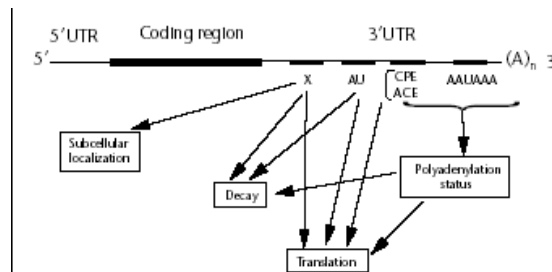 5'UTR Coding region 3'UTR
5' (A)n 3
X AU CPE AAUAAA
ACE
Subcellular
localization
Polyadenylation
status
Decay
Translation